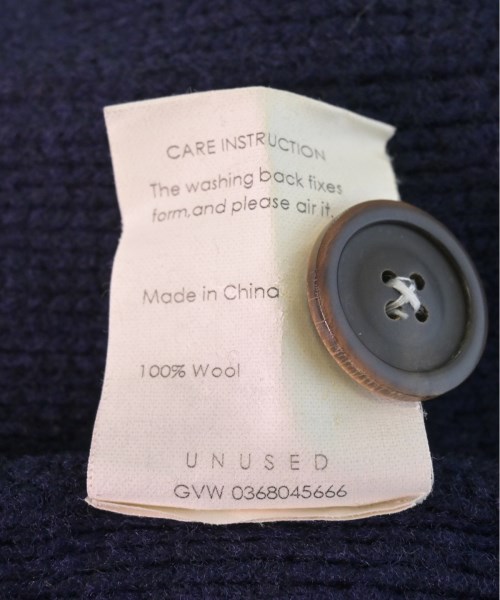 CARE INSTRUCTION
The washing back fixes
form,and please air it.
Made in China
100% Wool
UNUSED
GVW 0368045666